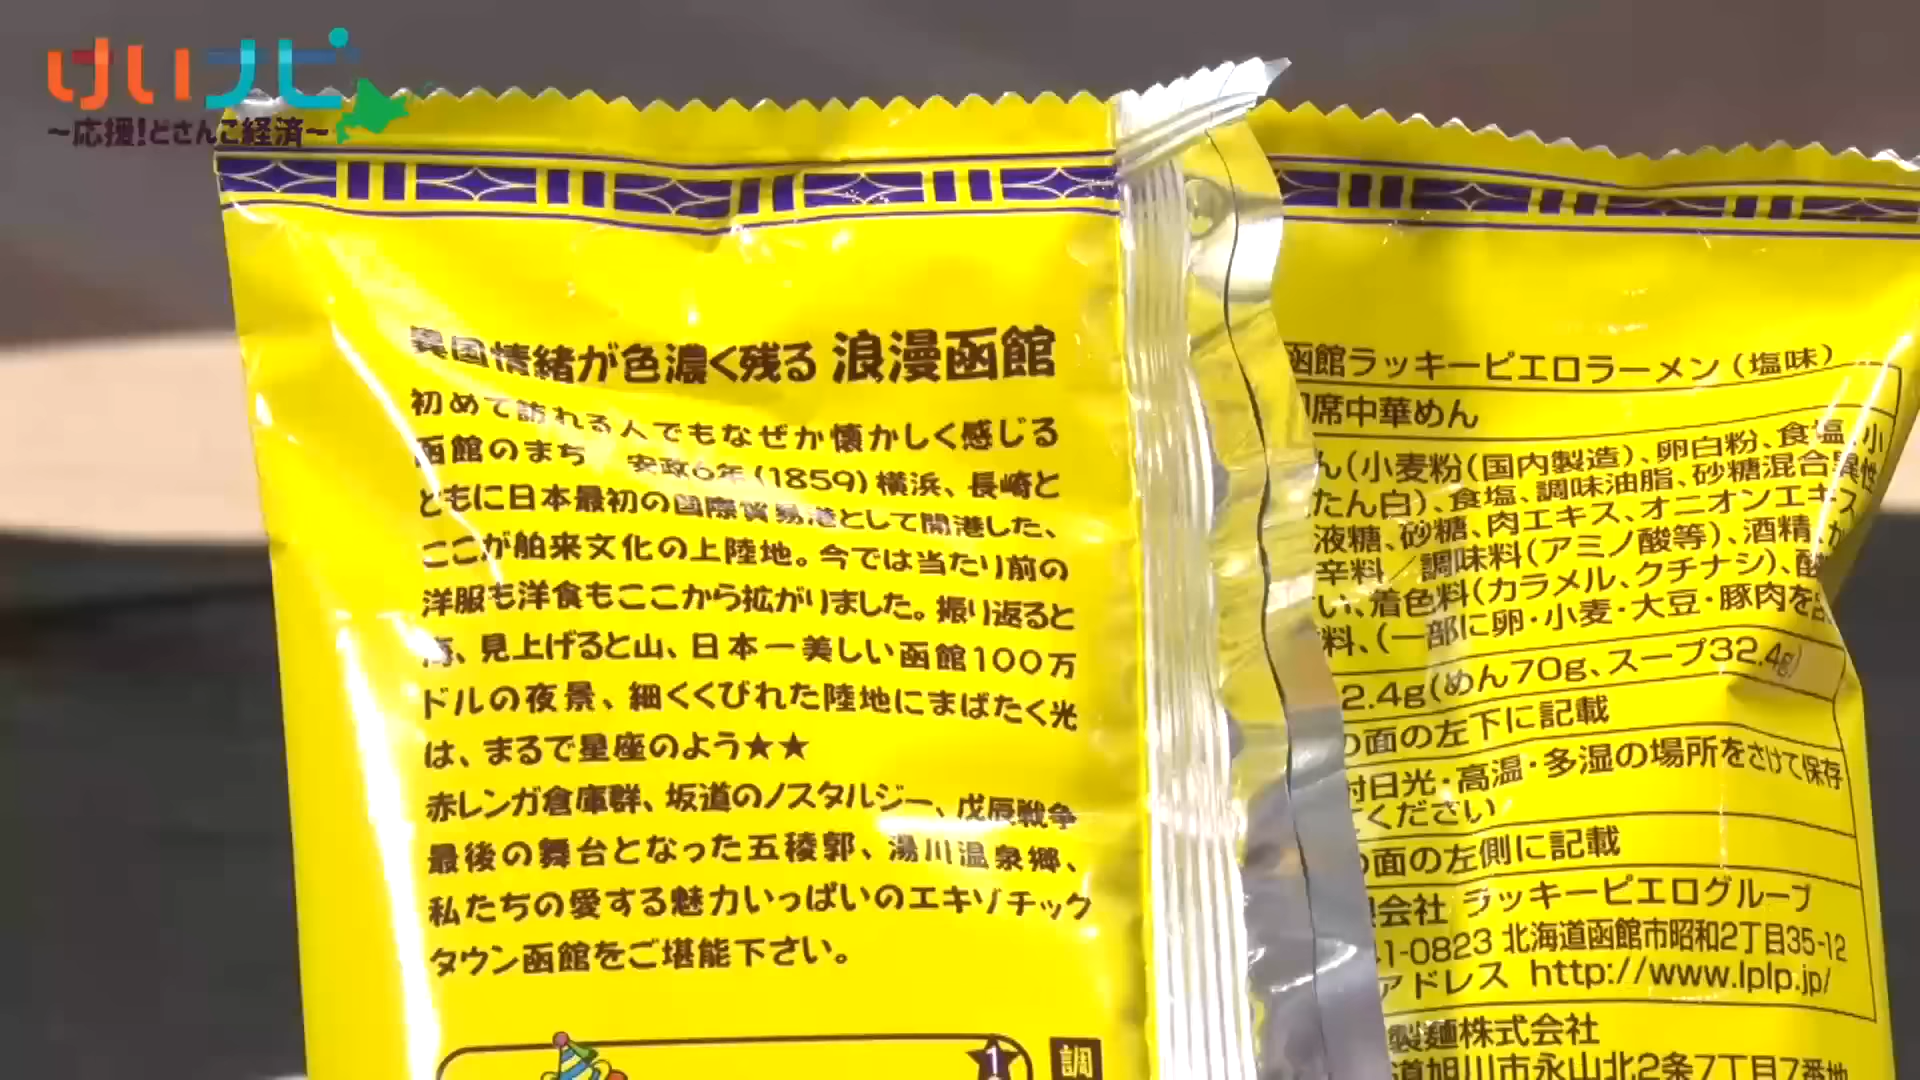 けいナビ
～応援！どさんこ経済～
異国情緒が色濃く残る 浪漫函館
初めて訪れる人でもなぜか懐かしく感じる
函館のまち 安政6年(1859)横浜、長崎と
ともに日本最初の国際貿易港として開港した、
ここが舶来文化の上陸地。今では当たり前の
洋服も洋食もここから拡がりました。振り返ると
海、見上げると山、日本一美しい函館100万
ドルの夜景、細くくびれた陸地にまばたく光
は、まるで星座のよう★★
赤レンガ倉庫群、坂道のノスタルジー、戊辰戦争
最後の舞台となった五稜郭、湯川温泉郷、
私たちの愛する魅力いっぱいのエキゾチック
タウン函館をご堪能下さい。
1
調
函館ラッキーピエロラーメン(塩味)
席中華めん
ん(小麦粉(国内製造)、卵白粉、食塩、小
たん白)、食塩、調味油脂、砂糖混合異性
液糖、砂糖、肉エキス、オニオンエキス
辛料／調味料(アミノ酸等)、酒精、か
い、着色料(カラメル、クチナシ)、酸
料、(一部に卵・小麦・大豆・豚肉を含
2.4g(めん70g、スープ32.4g)
の面の左下に記載
射日光・高温・多湿の場所をさけて保存
てください
の面の左側に記載
会社 ラッキーピエログループ
1-0823 北海道函館市昭和2丁目35-12
アドレス http://www.lplp.jp/
製麺株式会社
道旭川市永山北2条7丁目7番地